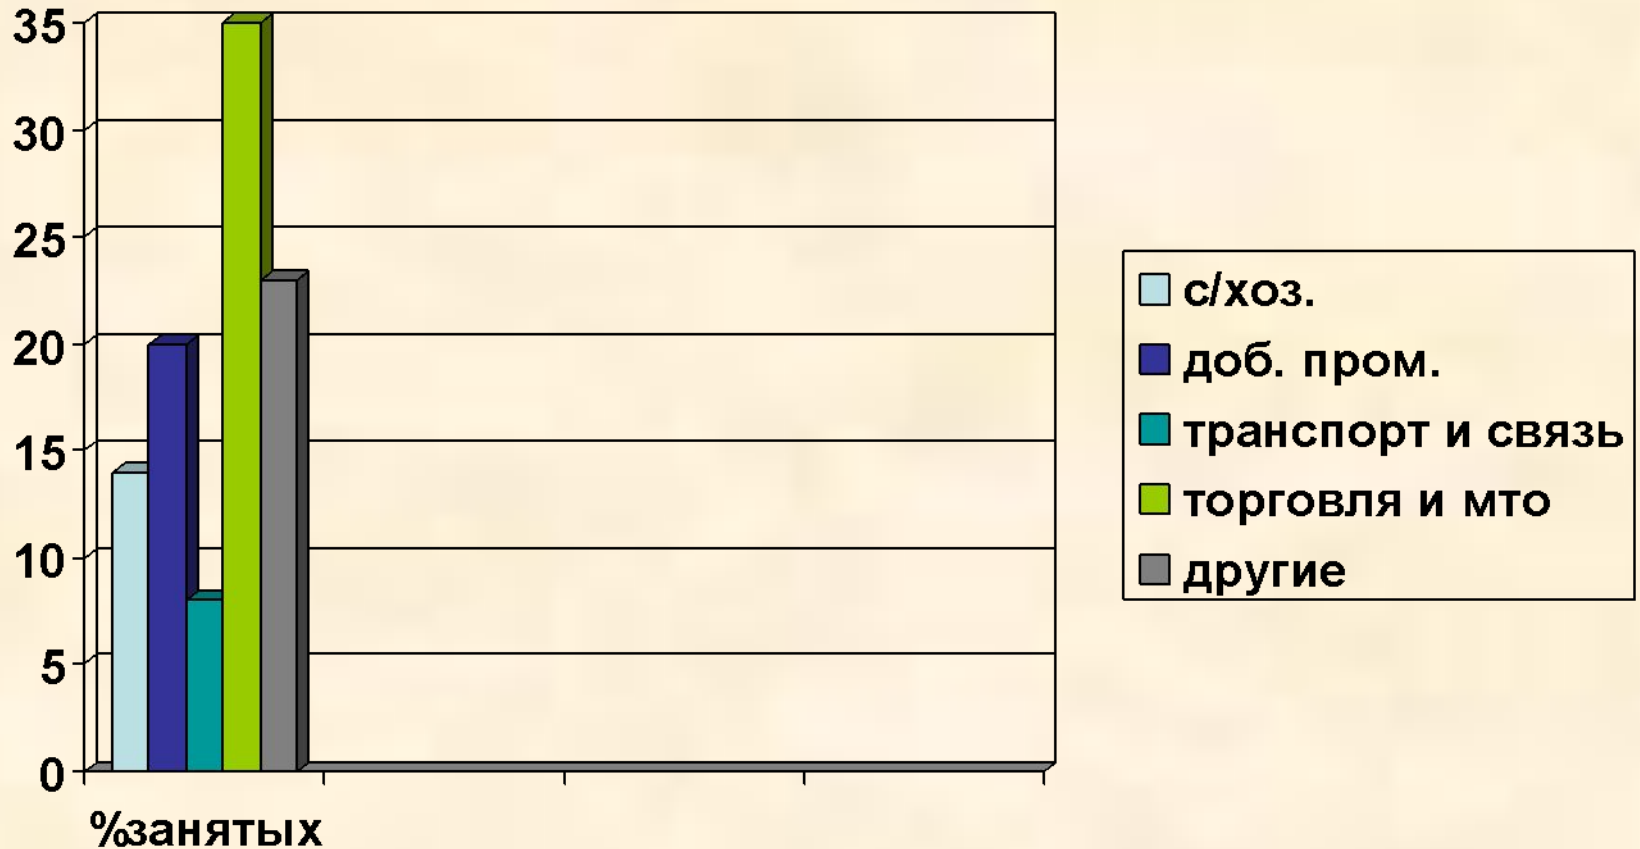 35
30
25
20
15
10
5
0
%занятых
с/хоз.
доб. пром.
транспорт и связь
торговля и мто
другие